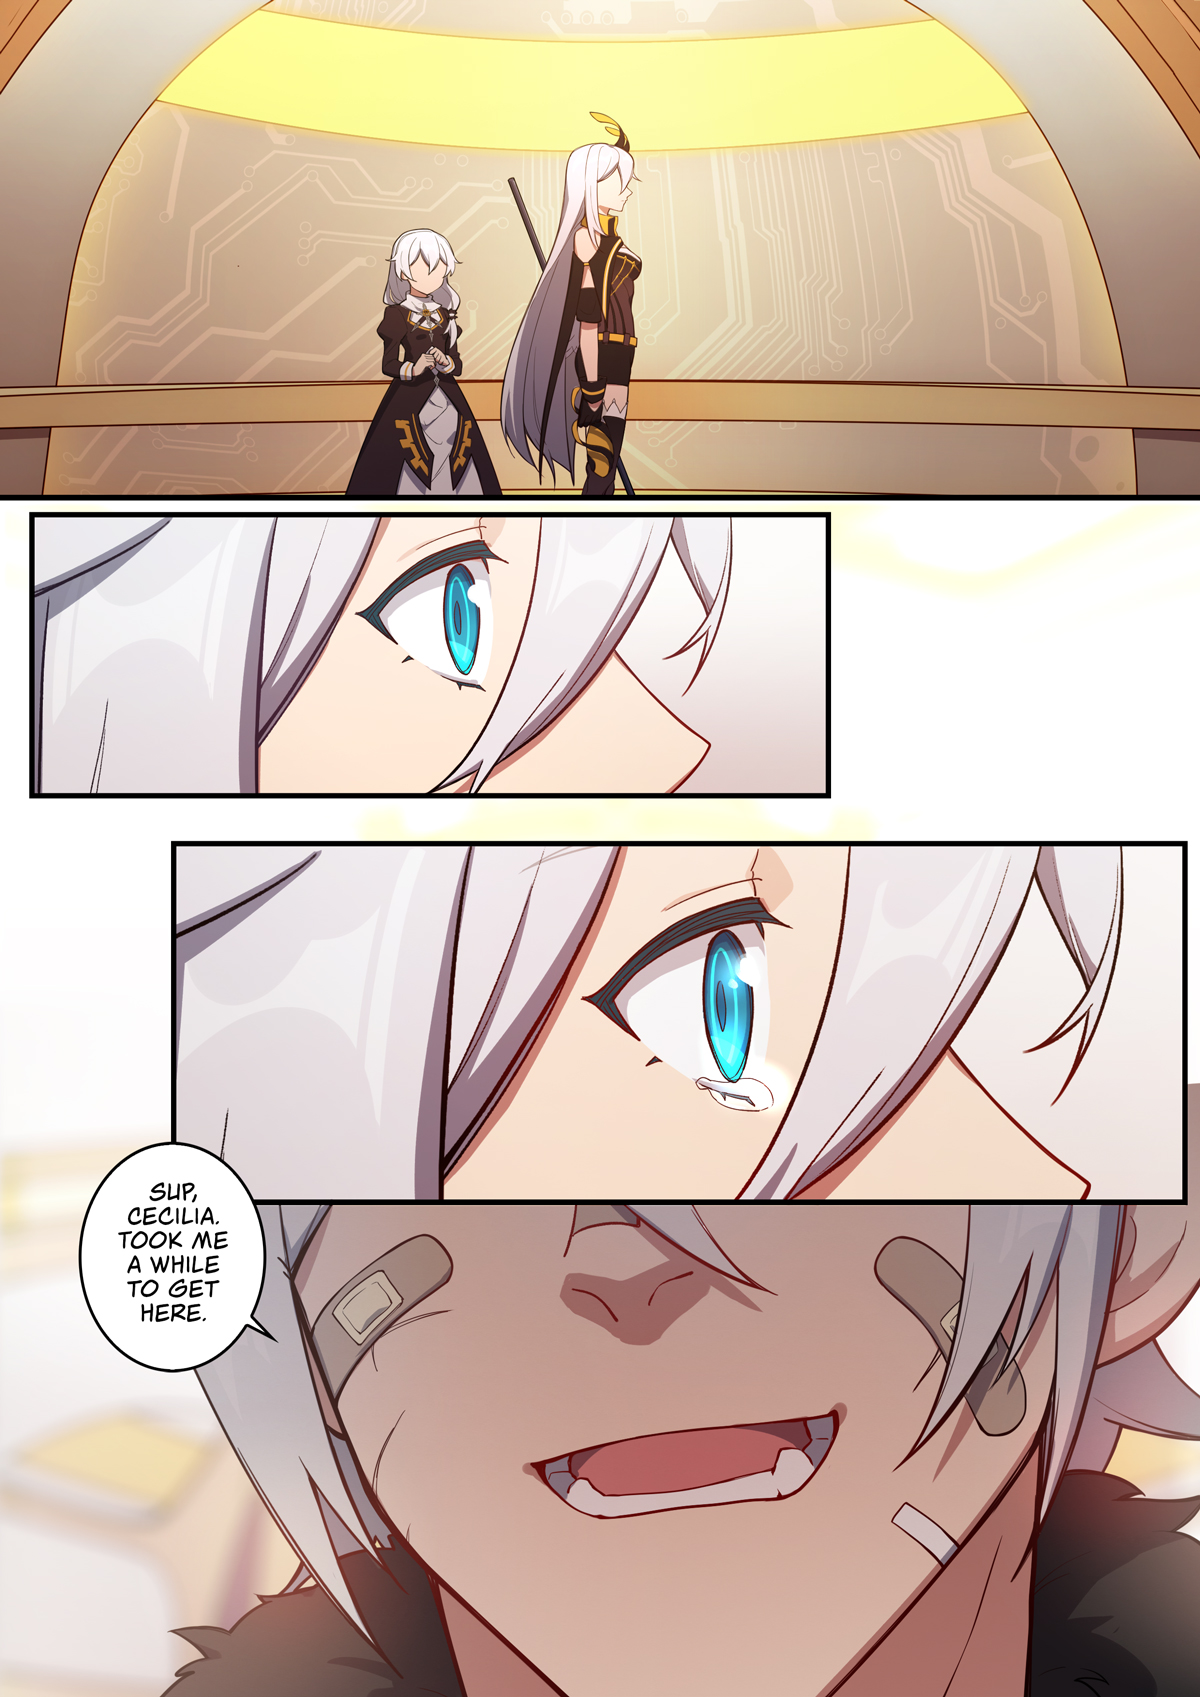 SUP,
CECILIA.
TOOK ME
A WHILE
TO GET
HERE.